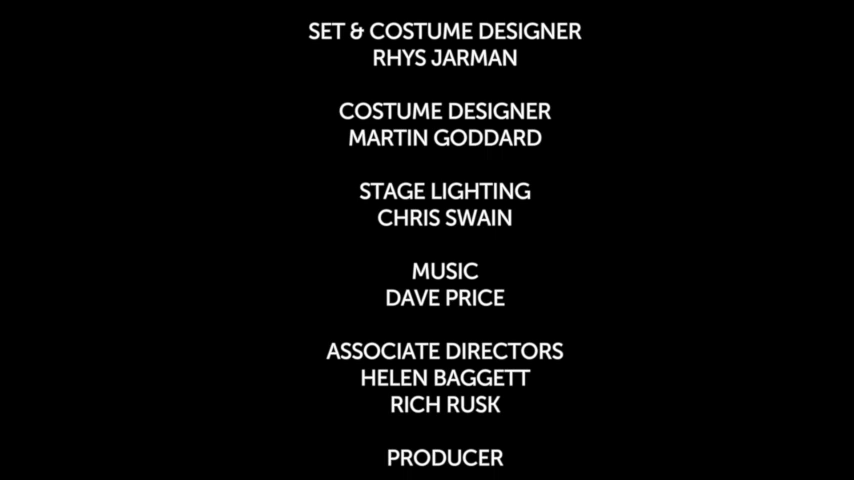 SET & COSTUME DESIGNER
RHYS JARMAN
COSTUME DESIGNER
MARTIN GODDARD
STAGE LIGHTING
CHRIS SWAIN
MUSIC
DAVE PRICE
ASSOCIATE DIRECTORS
HELEN BAGGETT
RICH RUSK
PRODUCER